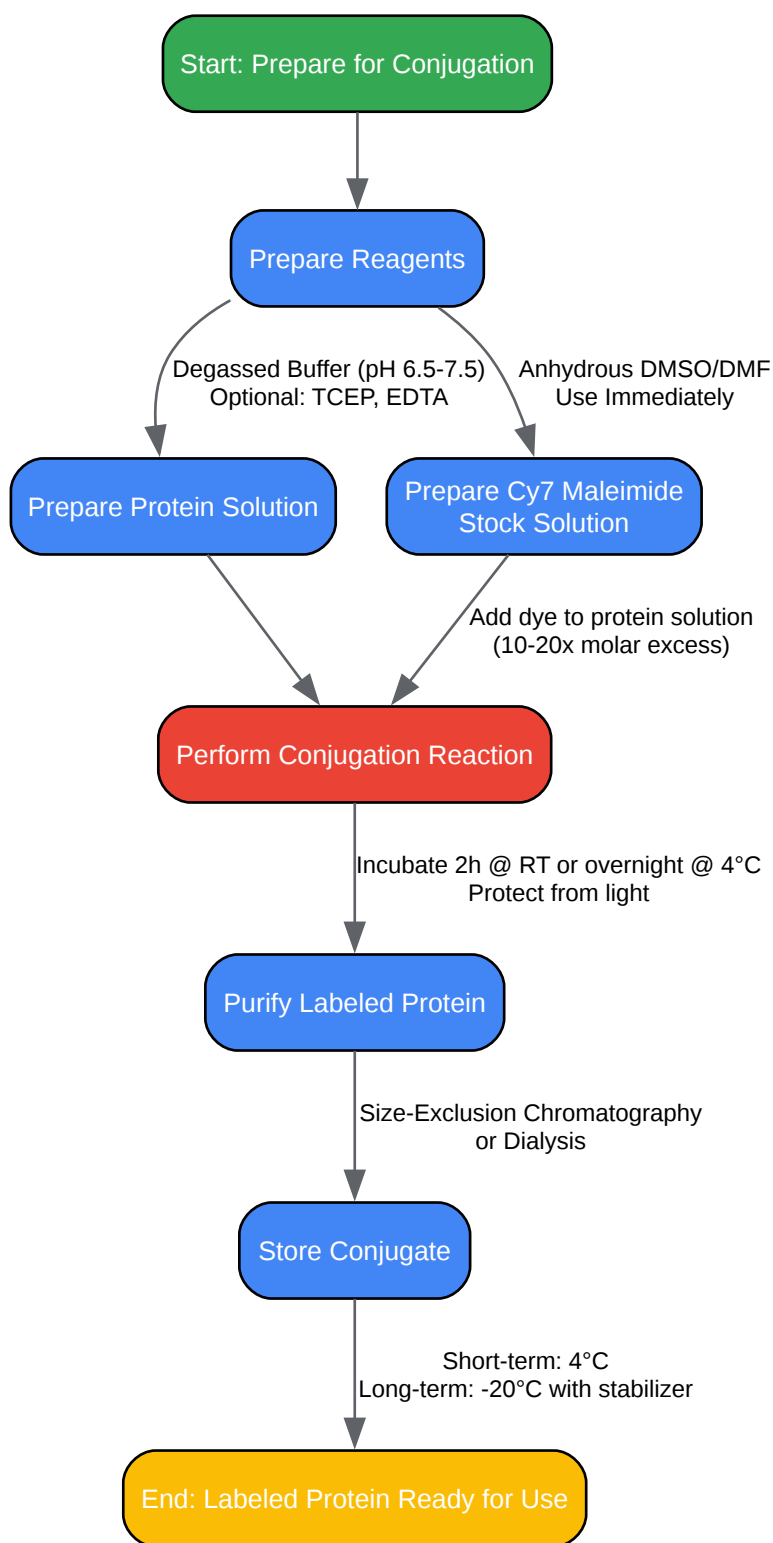 Start: Prepare for Conjugation
Prepare Reagents
Degassed Buffer (pH 6.5-7.5)
Optional: TCEP, EDTA
Anhydrous DMSO/DMF
Use Immediately
Prepare Protein Solution
Prepare Cy7 Maleimide
Stock Solution
Add dye to protein solution
(10-20x molar excess)
Perform Conjugation Reaction
Incubate 2h @ RT or overnight @ 4°C
Protect from light
Purify Labeled Protein
Size-Exclusion Chromatography
or Dialysis
Store Conjugate
Short-term: 4°C
Long-term: -20°C with stabilizer
End: Labeled Protein Ready for Use